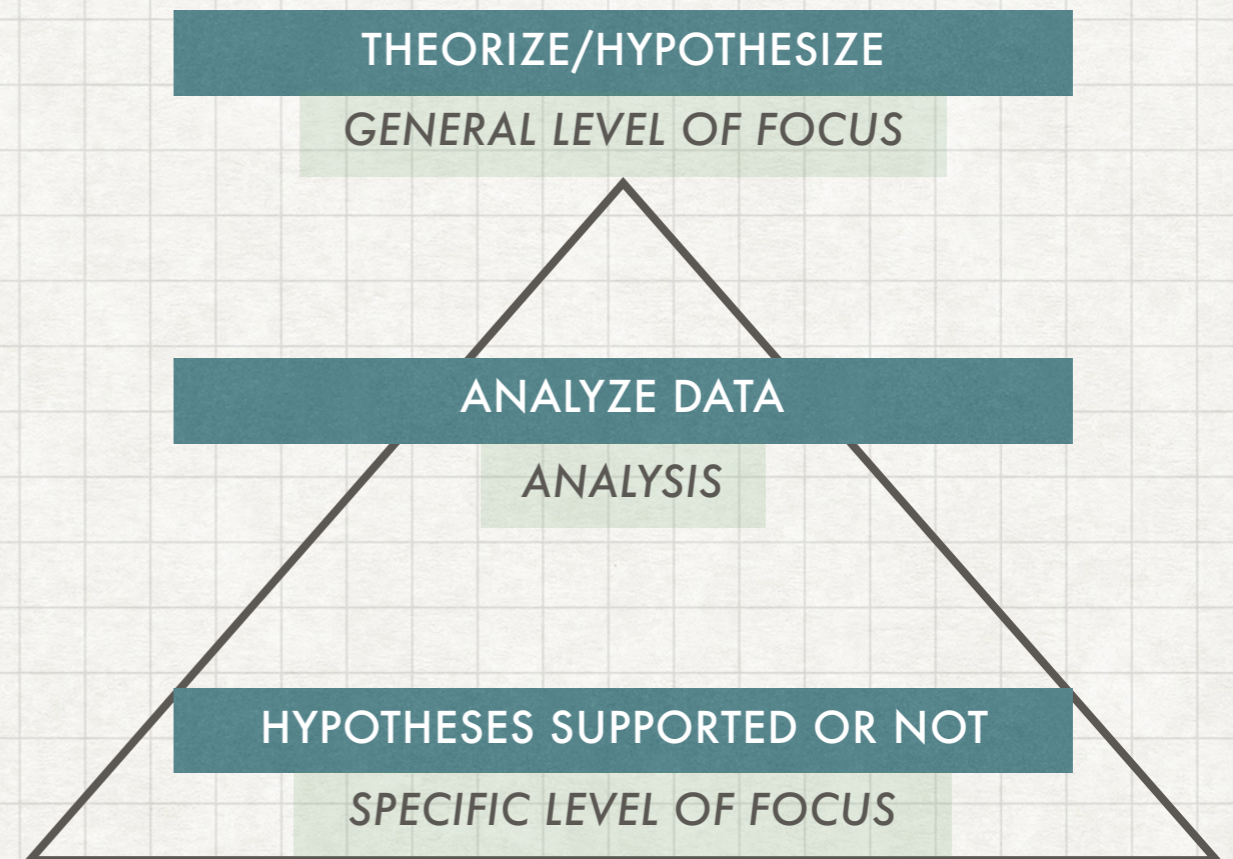 THEORIZE/HYPOTHESIZE
GENERAL LEVEL OF FOCUS
ANALYZE DATA
ANALYSIS
HYPOTHESES SUPPORTED OR NOT
SPECIFIC LEVEL OF FOCUS